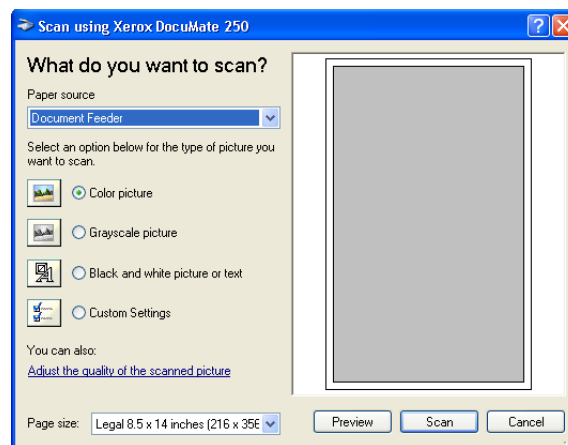 Scan using Xerox DocuMate 250
What do you want to scan?
Paper source
Document Feeder
Select an option below for the type of picture you
want to scan.
Color picture
Grayscale picture
Black and white picture or text
Custom Settings
You can also:
Adjust the quality of the scanned picture
Page size: Legal 8.5 x 14 inches (216 x 356
Preview Scan Cancel